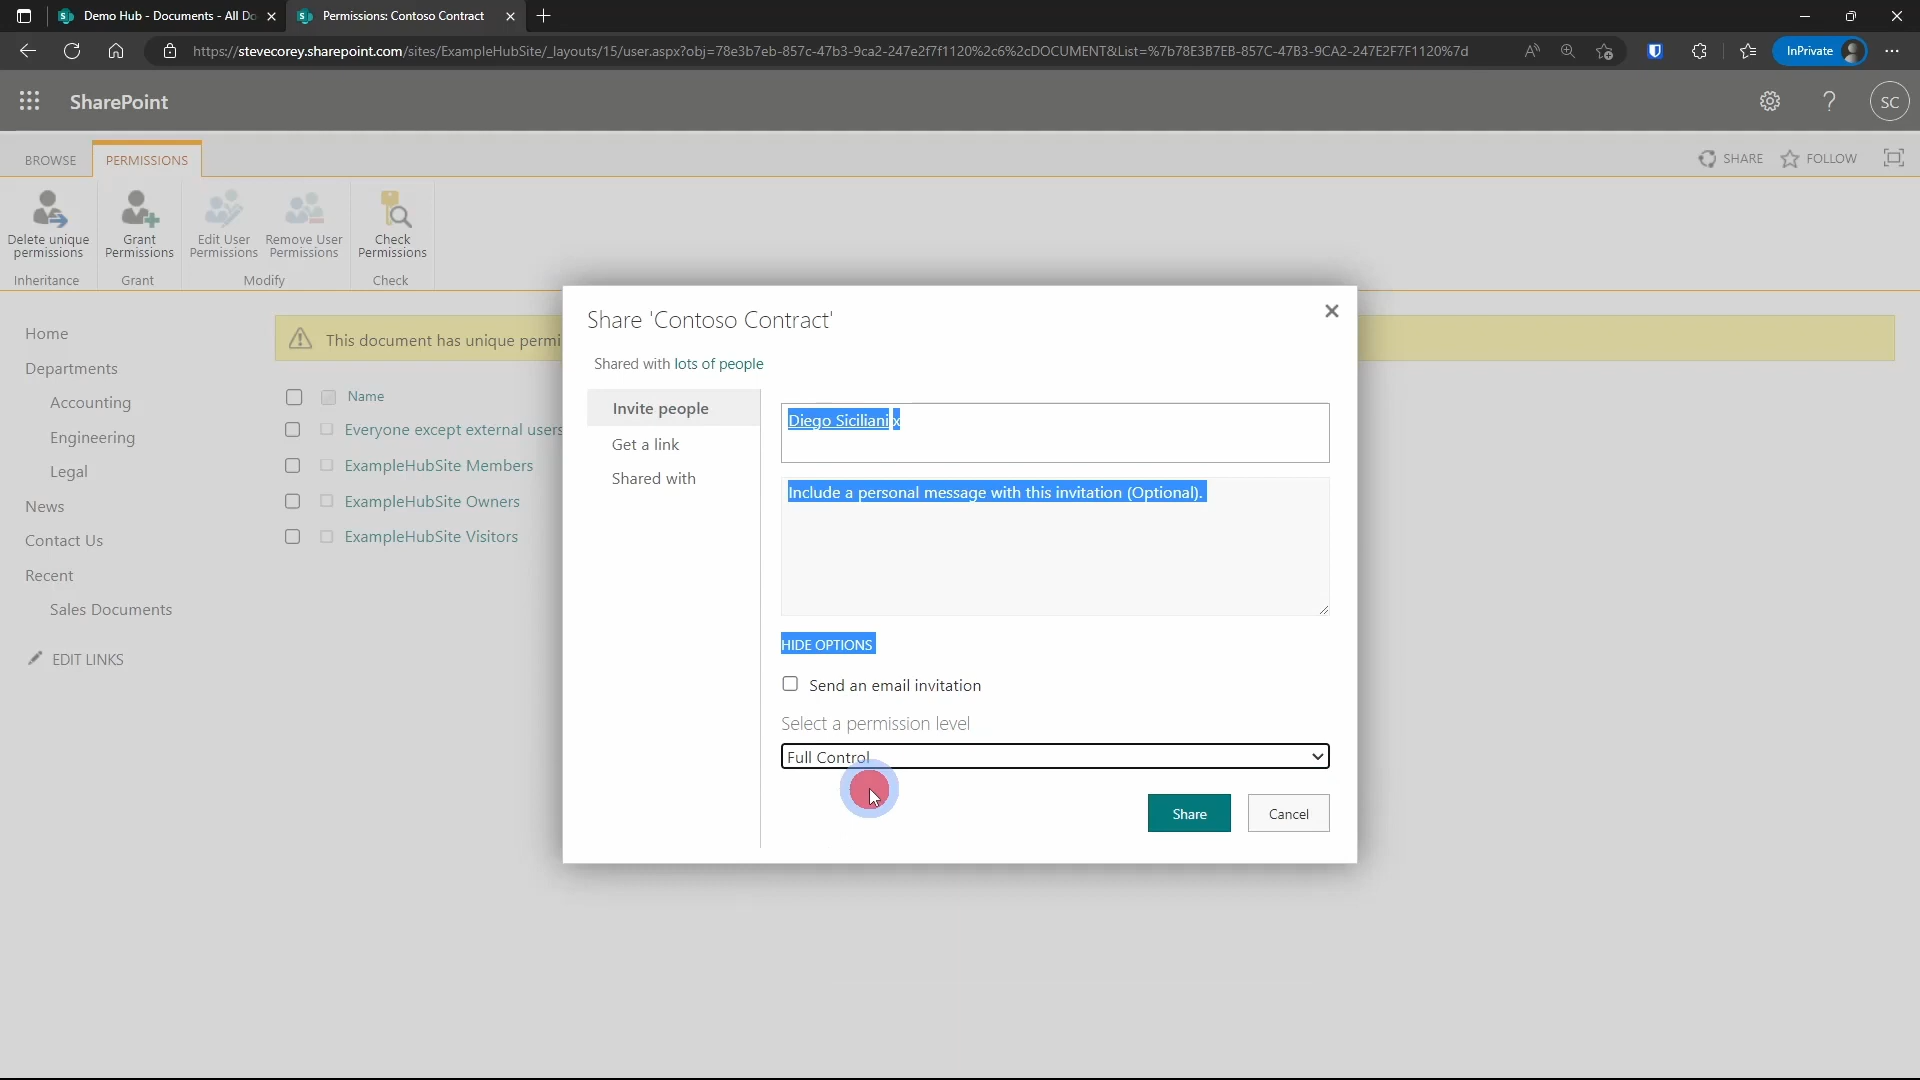 Demo Hub - Documents - All Do
Permissions: Contoso Contract
https://stevecorey.sharepoint.com/sites/ExampleHubSite/_layouts/15/user.aspx?obj=78e3b7eb-857c-47b3-9ca2-247e2f7f1120%2c6%2cDOCUMENT&List=%7b78E3B7EB-857C-47B3-9CA2-247E2F7F1120%7d
InPrivate
SharePoint
SC
BROWSE
PERMISSIONS
SHARE
FOLLOW
Delete unique permissions
Grant Permissions
Edit User Permissions
Remove User Permissions
Check Permissions
Inheritance
Grant
Modify
Check
Home
Departments
Accounting
Engineering
Legal
News
Contact Us
Recent
Sales Documents
EDIT LINKS
This document has unique permi
Name
Everyone except external users
ExampleHubSite Members
ExampleHubSite Owners
ExampleHubSite Visitors
Share 'Contoso Contract'
Shared with lots of people
Invite people
Get a link
Shared with
Diego Siciliani x
Include a personal message with this invitation (Optional).
HIDE OPTIONS
Send an email invitation
Select a permission level
Full Control
Share
Cancel